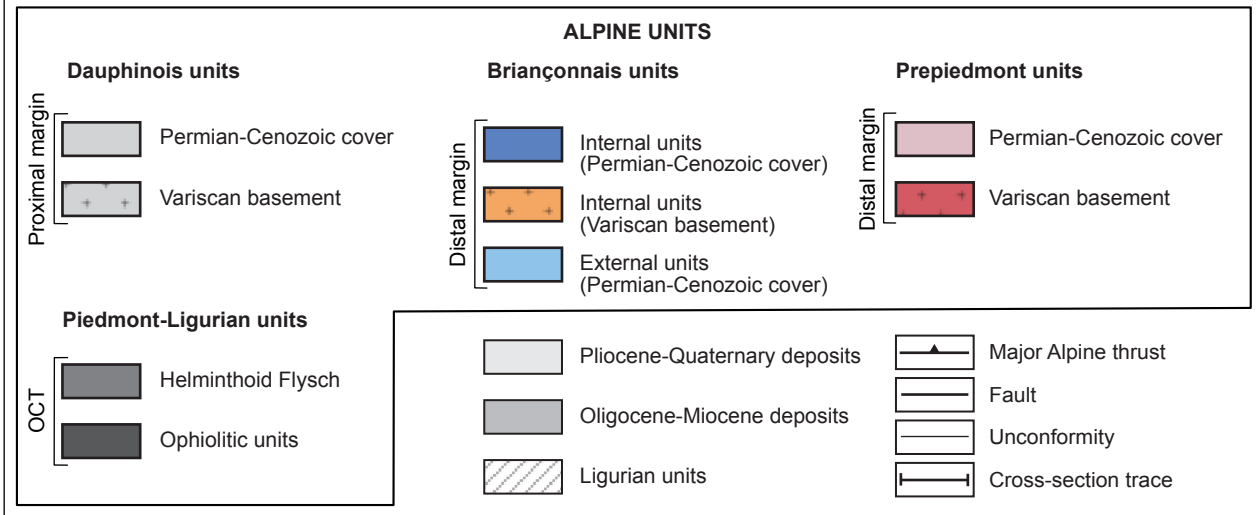 ALPINE UNITS
Dauphinois units
Proximal margin
Permian-Cenozoic cover
Variscan basement
Briançonnais units
Distal margin
Internal units
(Permian-Cenozoic cover)
Internal units
(Variscan basement)
External units
(Permian-Cenozoic cover)
Prepiedmont units
Distal margin
Permian-Cenozoic cover
Variscan basement
Piedmont-Ligurian units
OCT
Helminthoid Flysch
Ophiolitic units
Pliocene-Quaternary deposits
Oligocene-Miocene deposits
Ligurian units
Major Alpine thrust
Fault
Unconformity
Cross-section trace